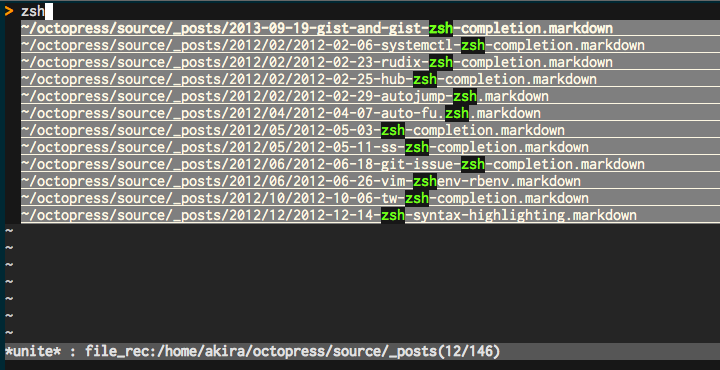 > zsh
~/octopress/source/_posts/2013-09-19-gist-and-gist-zsh-completion.markdown
~/octopress/source/_posts/2012/02/2012-02-06-systemctl-zsh-completion.markdown
~/octopress/source/_posts/2012/02/2012-02-23-rudix-zsh-completion.markdown
~/octopress/source/_posts/2012/02/2012-02-25-hub-zsh-completion.markdown
~/octopress/source/_posts/2012/02/2012-02-29-autojump-zsh.markdown
~/octopress/source/_posts/2012/04/2012-04-07-auto-fu.zsh.markdown
~/octopress/source/_posts/2012/05/2012-05-03-zsh-completion.markdown
~/octopress/source/_posts/2012/05/2012-05-11-ss-zsh-completion.markdown
~/octopress/source/_posts/2012/06/2012-06-18-git-issue-zsh-completion.markdown
~/octopress/source/_posts/2012/06/2012-06-26-vim-zshenv-rbenv.markdown
~/octopress/source/_posts/2012/10/2012-10-06-tw-zsh-completion.markdown
~/octopress/source/_posts/2012/12/2012-12-14-zsh-syntax-highlighting.markdown
~
~
~
~
~
~
~
*unite* : file_rec:/home/akira/octopress/source/_posts(12/146)